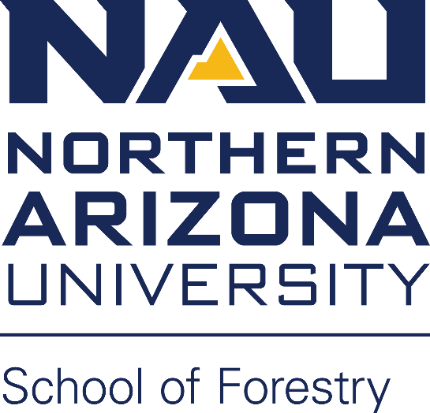 NAU
NORTHERN
ARIZONA
UNIVERSITY
School of Forestry